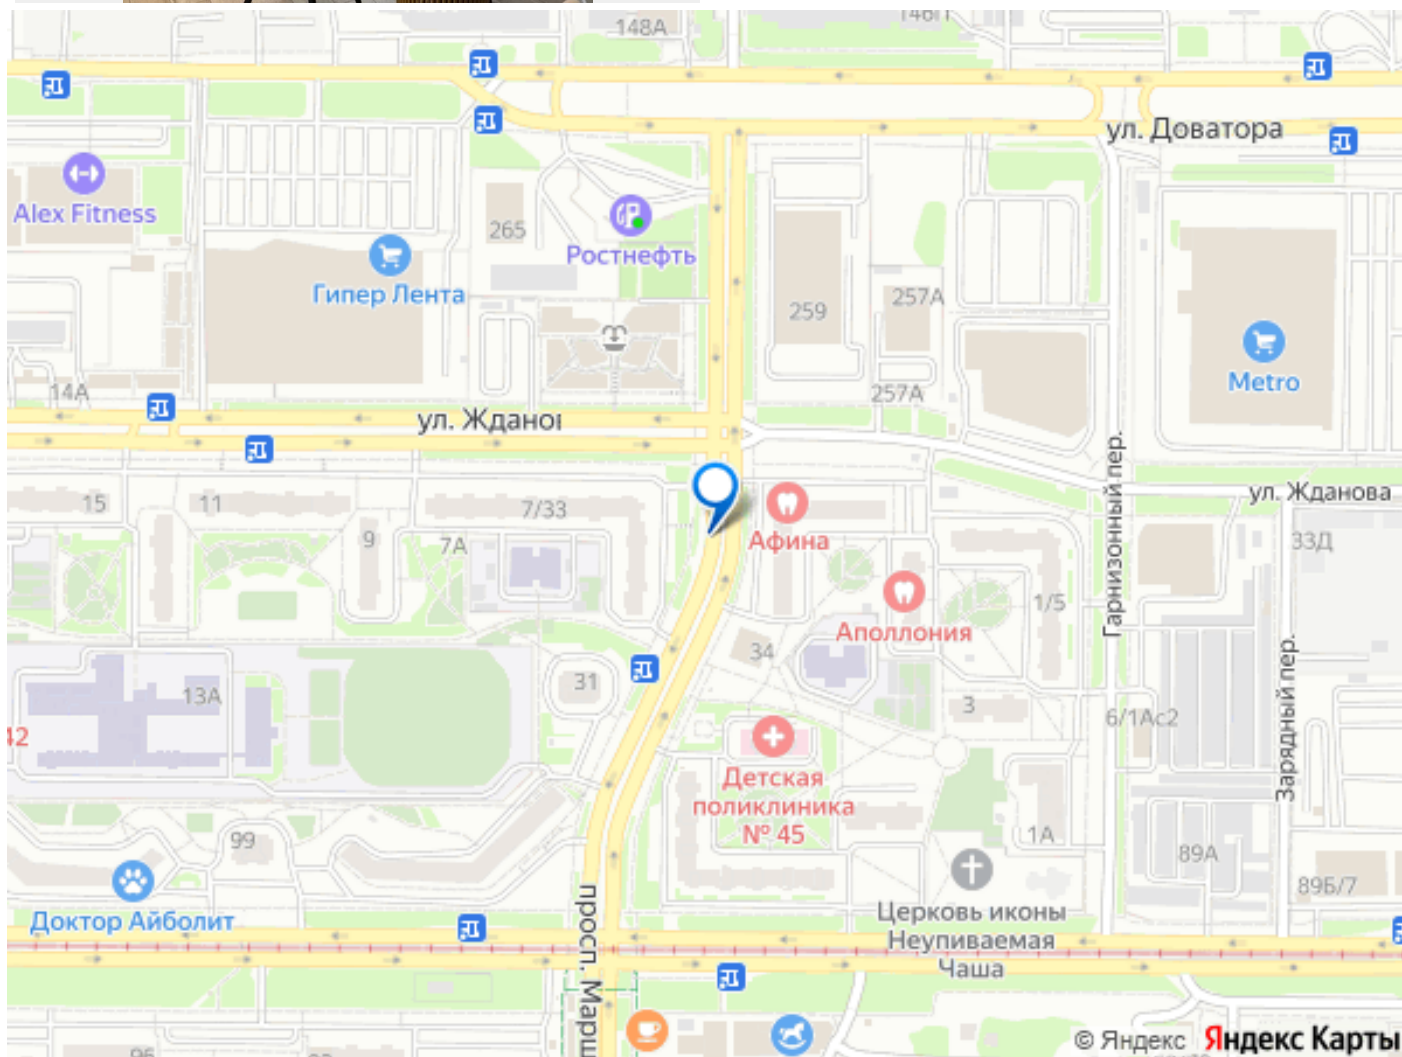 148А
146П
ул. Доватора
Alex Fitness
265
Ростнефть
Гипер Лента
259
257А
Metro
14А
257А
ул. Ждано
ул. Жданова
15
11
7/33
9
7А
Афина
33Д
Гарнизонный пер.
1/5
Аполлония
34
31
13А
3
6/1Ас2
Зарядный пер.
42
Детская
поликлиника
№ 45
99
1А
89А
89Б/7
Доктор Айболит
просп. Марш
Церковь иконы
Неупиваемая
Чаша
© Яндекс Яндекс Карты